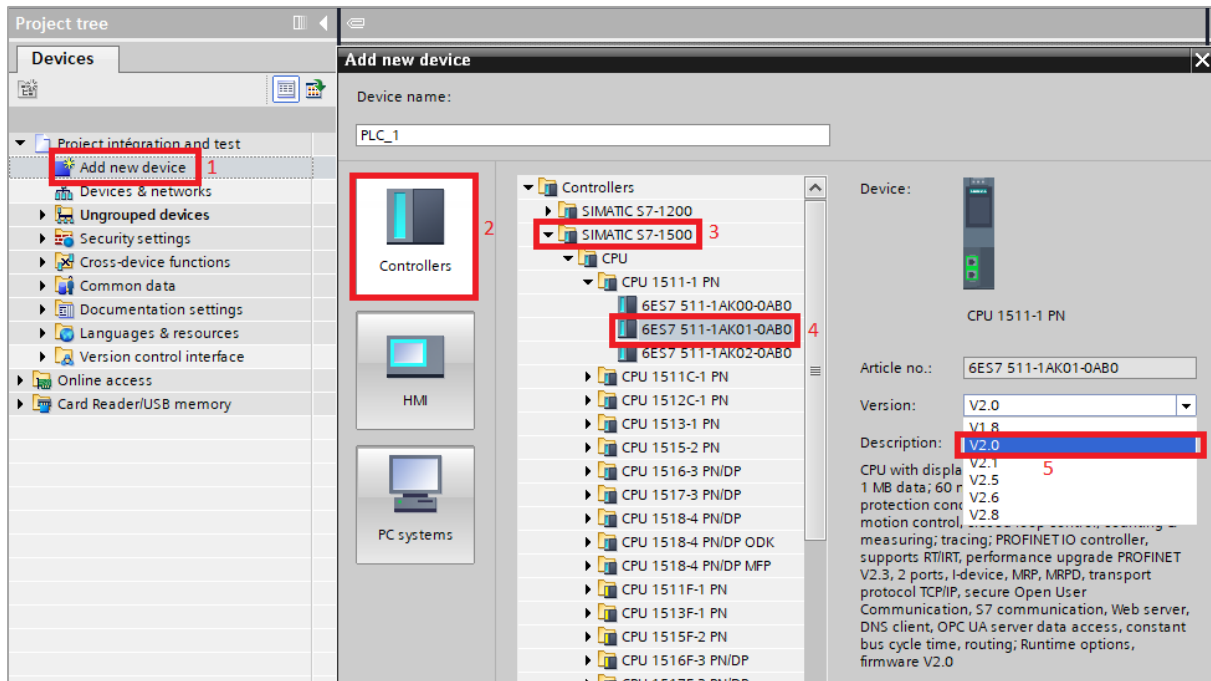 Project tree
Devices
Project intégration and test
Add new device
1
Devices & networks
Ungrouped devices
Security settings
Cross-device functions
Common data
Documentation settings
Languages & resources
Version control interface
Online access
Card Reader/USB memory
Add new device
Device name:
PLC_1
Controllers
2
HMI
PC systems
Controllers
SIMATIC S7-1200
SIMATIC S7-1500
3
CPU
CPU 1511-1 PN
6ES7 511-1AK00-0AB0
6ES7 511-1AK01-0AB0
4
6ES7 511-1AK02-0AB0
CPU 1511C-1 PN
CPU 1512C-1 PN
CPU 1513-1 PN
CPU 1515-2 PN
CPU 1516-3 PN/DP
CPU 1517-3 PN/DP
CPU 1518-4 PN/DP
CPU 1518-4 PN/DP ODK
CPU 1518-4 PN/DP MFP
CPU 1511F-1 PN
CPU 1513F-1 PN
CPU 1515F-2 PN
CPU 1516F-3 PN/DP
Device:
CPU 1511-1 PN
Article no.:
6ES7 511-1AK01-0AB0
Version:
V2.0
V1.8
V2.0
V2.1
5
V2.5
V2.6
V2.8
Description:
CPU with displa
1 MB data; 60
protection con
motion control,
measuring; tracing; PROFINET IO controller,
supports RT/IRT, performance upgrade PROFINET
V2.3, 2 ports, I-device, MRP, MRPD, transport
protocol TCP/IP, secure Open User
Communication, S7 communication, Web server,
DNS client, OPC UA server data access, constant
bus cycle time, routing; Runtime options,
firmware V2.0